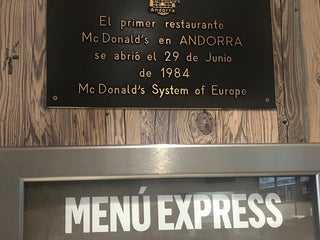 Andorra
El primer restaurante
McDonald's en ANDORRA
se abrió el 29 de Junio
de 1984
McDonald's System of Europe
MENÚ EXPRESS